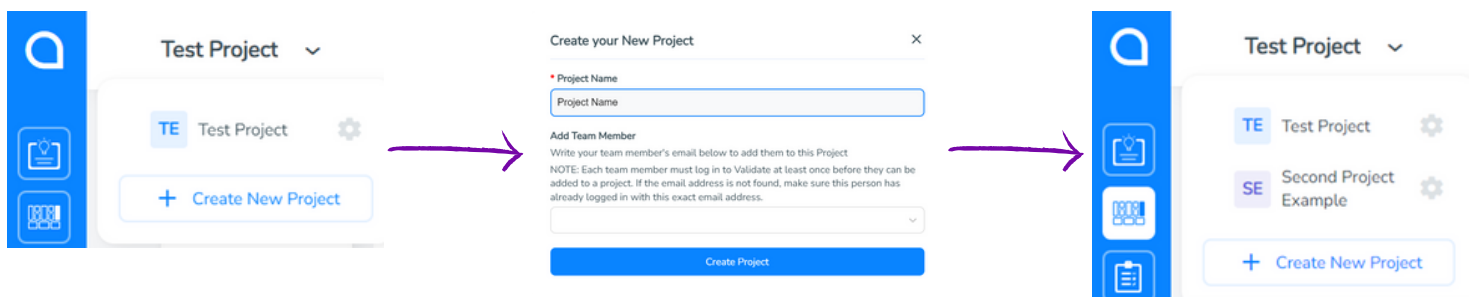 Test Project
TE Test Project
+ Create New Project
Create your New Project
* Project Name
Project Name
Add Team Member
Write your team member's email below to add them to this Project
NOTE: Each team member must log in to Validate at least once before they can be
added to a project. If the email address is not found, make sure this person has
already logged in with this exact email address.
Create Project
Test Project
TE Test Project
SE Second Project
Example
+ Create New Project